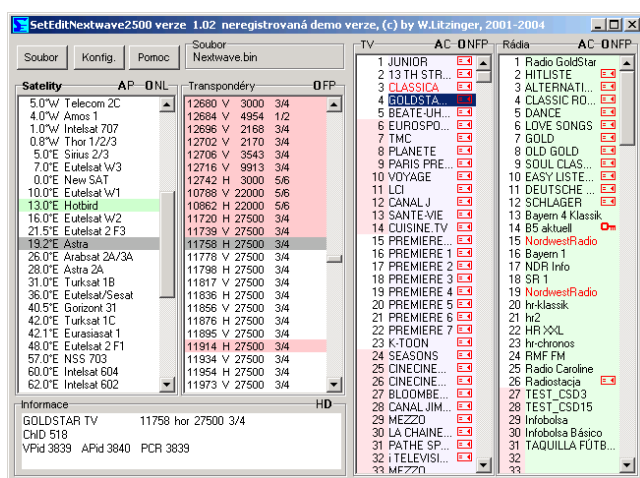 SetEditNextwave2500 verze 1.02 neregistrovaná demo verze, (c) by W.Litzinger, 2001-2004
Soubor Konfig. Pomoc
Soubor
Nextwave.bin
Satelity AP ONL
5.0°W Telecom 2C
4.0°W Amos 1
1.0°W Intelsat 707
0.8°W Thor 1/2/3
5.0°E Sirius 2/3
7.0°E Eutelsat W3
0.0°E New SAT
10.0°E Eutelsat W1
13.0°E Hotbird
16.0°E Eutelsat W2
21.5°E Eutelsat 2 F3
19.2°E Astra
26.0°E Arabsat 2A/3A
28.0°E Astra 2A
31.0°E Turksat 1B
36.0°E Eutelsat/Sesat
40.5°E Gorizont 31
42.0°E Turksat 1C
42.1°E Eurasiasat 1
48.0°E Eutelsat 2 F1
57.0°E NSS 703
60.0°E Intelsat 604
62.0°E Intelsat 602
Transpondéry OFP
12680 V 3000 3/4
12684 V 4954 1/2
12696 V 2168 3/4
12702 V 2170 3/4
12706 V 3543 3/4
12716 V 9913 3/4
12742 H 3000 5/6
10788 V 22000 5/6
10862 H 22000 5/6
11720 H 27500 3/4
11739 V 27500 3/4
11758 H 27500 3/4
11778 V 27500 3/4
11798 H 27500 3/4
11817 V 27500 3/4
11836 H 27500 3/4
11856 V 27500 3/4
11876 H 27500 3/4
11895 V 27500 3/4
11914 H 27500 3/4
11934 V 27500 3/4
11954 H 27500 3/4
11973 V 27500 3/4
Informace HD
GOLDSTAR TV 11758 hor 27500 3/4
ChID 518
VPid 3839 APid 3840 PCR 3839
TV AC ONFP
1 JUNIOR
2 13 TH STR...
3 CLASSICA
4 GOLDSTA...
5 BEATE-UH...
6 EUROSPO...
7 TMC
8 PLANETE
9 PARIS PRE...
10 VOYAGE
11 LCI
12 CANAL J
13 SANTE-VIE
14 CUISINE.TV
15 PREMIERE ...
16 PREMIERE 1
17 PREMIERE 2
18 PREMIERE 3
19 PREMIERE 4
20 PREMIERE 5
21 PREMIERE 6
22 PREMIERE 7
23 K-TOON
24 SEASONS
25 CINECINE...
26 CINECINE...
27 BLOOMBE...
28 CANAL JIM...
29 MEZZO
30 LA CHAINE...
31 PATHE SP...
32 i TELEVISI...
33 MEZZO
Rádia AC ONFP
1 Radio GoldStar
2 HITLISTE
3 ALTERNATI...
4 CLASSIC RO...
5 DANCE
6 LOVE SONGS
7 GOLD
8 OLD GOLD
9 SOUL CLAS...
10 EASY LISTE...
11 DEUTSCHE ...
12 SCHLAGER
13 Bayern 4 Klassik
14 B5 aktuell
15 NordwestRadio
16 Bayern 1
17 NDR Info
18 SR 1
19 NordwestRadio
20 hr-klassik
21 hr2
22 HR XXL
23 hr-chronos
24 RMF FM
25 Radio Caroline
26 Radiostacja
27 TEST_CSD3
28 TEST_CSD15
29 Infobolsa
30 Infobolsa Básico
31 TAQUILLA FÚTB...
32
33